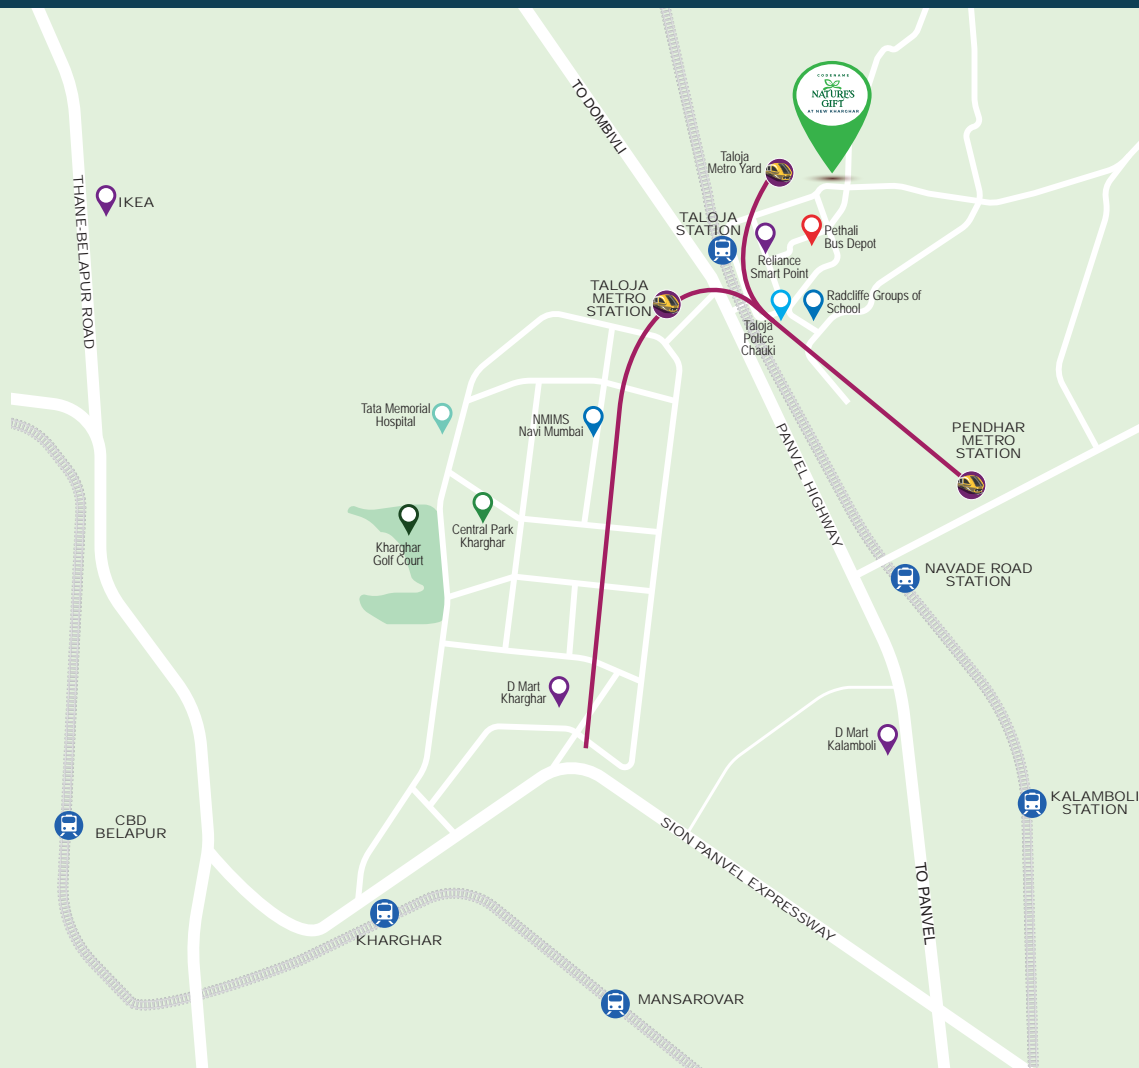 CODENAME
NATURE'S
GIFT
AT NEW KHARGHAR
TO DOMBIVLI
Taloja
Metro Yard
THANE-BELAPUR ROAD
IKEA
TALOJA
STATION
Pethali
Bus Depot
Reliance
Smart Point
TALOJA
METRO
STATION
Radcliffe Groups of
School
Taloja
Police
Chauki
Tata Memorial
Hospital
NMIMS
Navi Mumbai
PANVEL HIGHWAY
PENDHAR
METRO
STATION
Central Park
Kharghar
Kharghar
Golf Court
NAVADE ROAD
STATION
D Mart
Kharghar
D Mart
Kalamboli
KALAMBOLI
STATION
CBD
BELAPUR
SION PANVEL EXPRESSWAY
TO PANVEL
KHARGHAR
MANSAROVAR